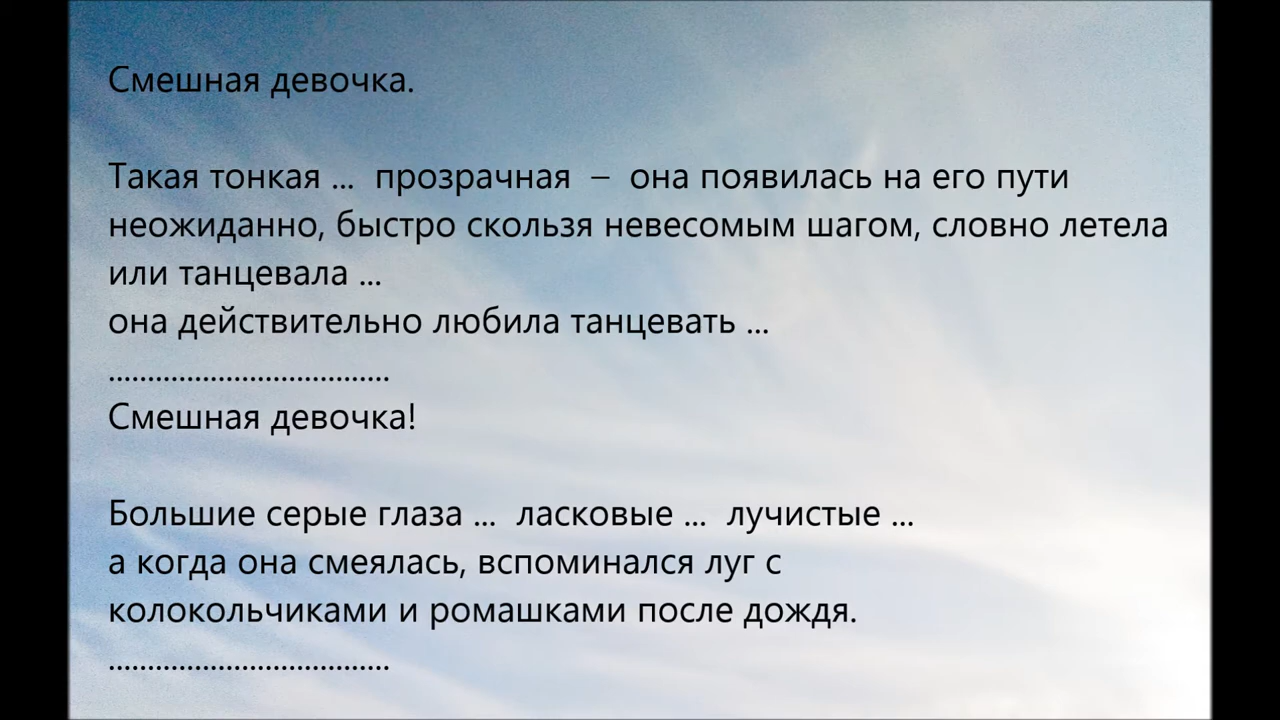 Смешная девочка.
Такая тонкая ... прозрачная – она появилась на его пути
неожиданно, быстро скользя невесомым шагом, словно летела
или танцевала ...
она действительно любила танцевать ...
....................................
Смешная девочка!
Большие серые глаза ... ласковые ... лучистые ...
а когда она смеялась, вспоминался луг с
колокольчиками и ромашками после дождя.
....................................